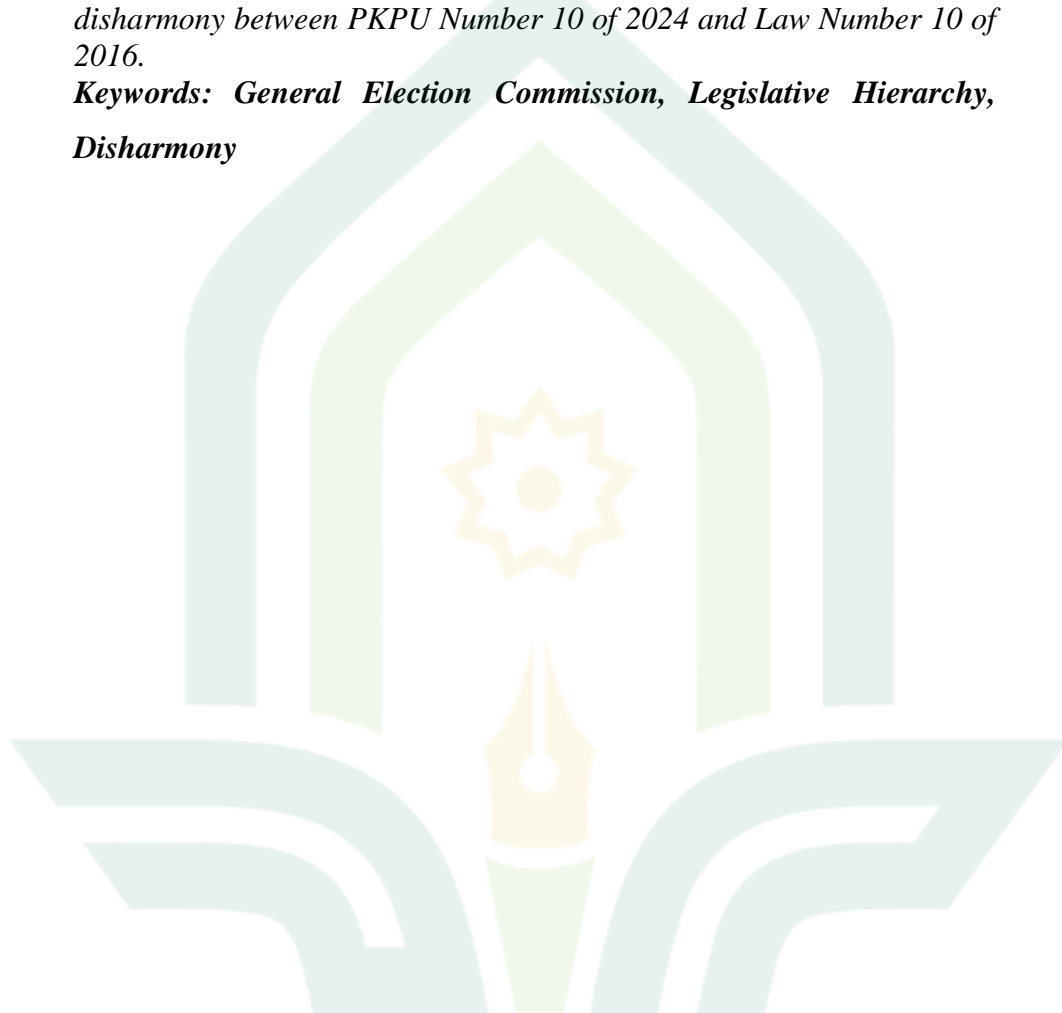 disharmony between PKPU Number 10 of 2024 and Law Number 10 of
2016.
Keywords: General Election Commission, Legislative Hierarchy,
Disharmony